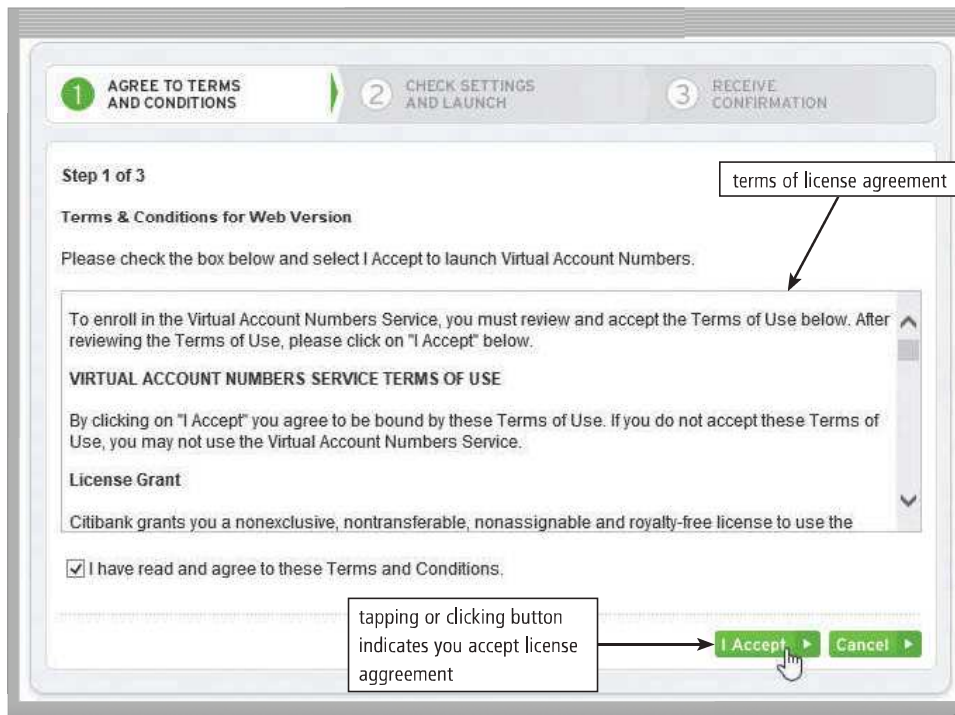 1 AGREE TO TERMS
AND CONDITIONS
2 CHECK SETTINGS
AND LAUNCH
3 RECEIVE
CONFIRMATION
Step 1 of 3
terms of license agreement
Terms & Conditions for Web Version
Please check the box below and select I Accept to launch Virtual Account Numbers.
To enroll in the Virtual Account Numbers Service, you must review and accept the Terms of Use below. After
reviewing the Terms of Use, please click on "I Accept" below.
VIRTUAL ACCOUNT NUMBERS SERVICE TERMS OF USE
By clicking on "I Accept" you agree to be bound by these Terms of Use. If you do not accept these Terms of
Use, you may not use the Virtual Account Numbers Service.
License Grant
Citibank grants you a nonexclusive, nontransferable, nonassignable and royalty-free license to use the
I have read and agree to these Terms and Conditions.
tapping or clicking button
indicates you accept license
aggreement
I Accept
Cancel